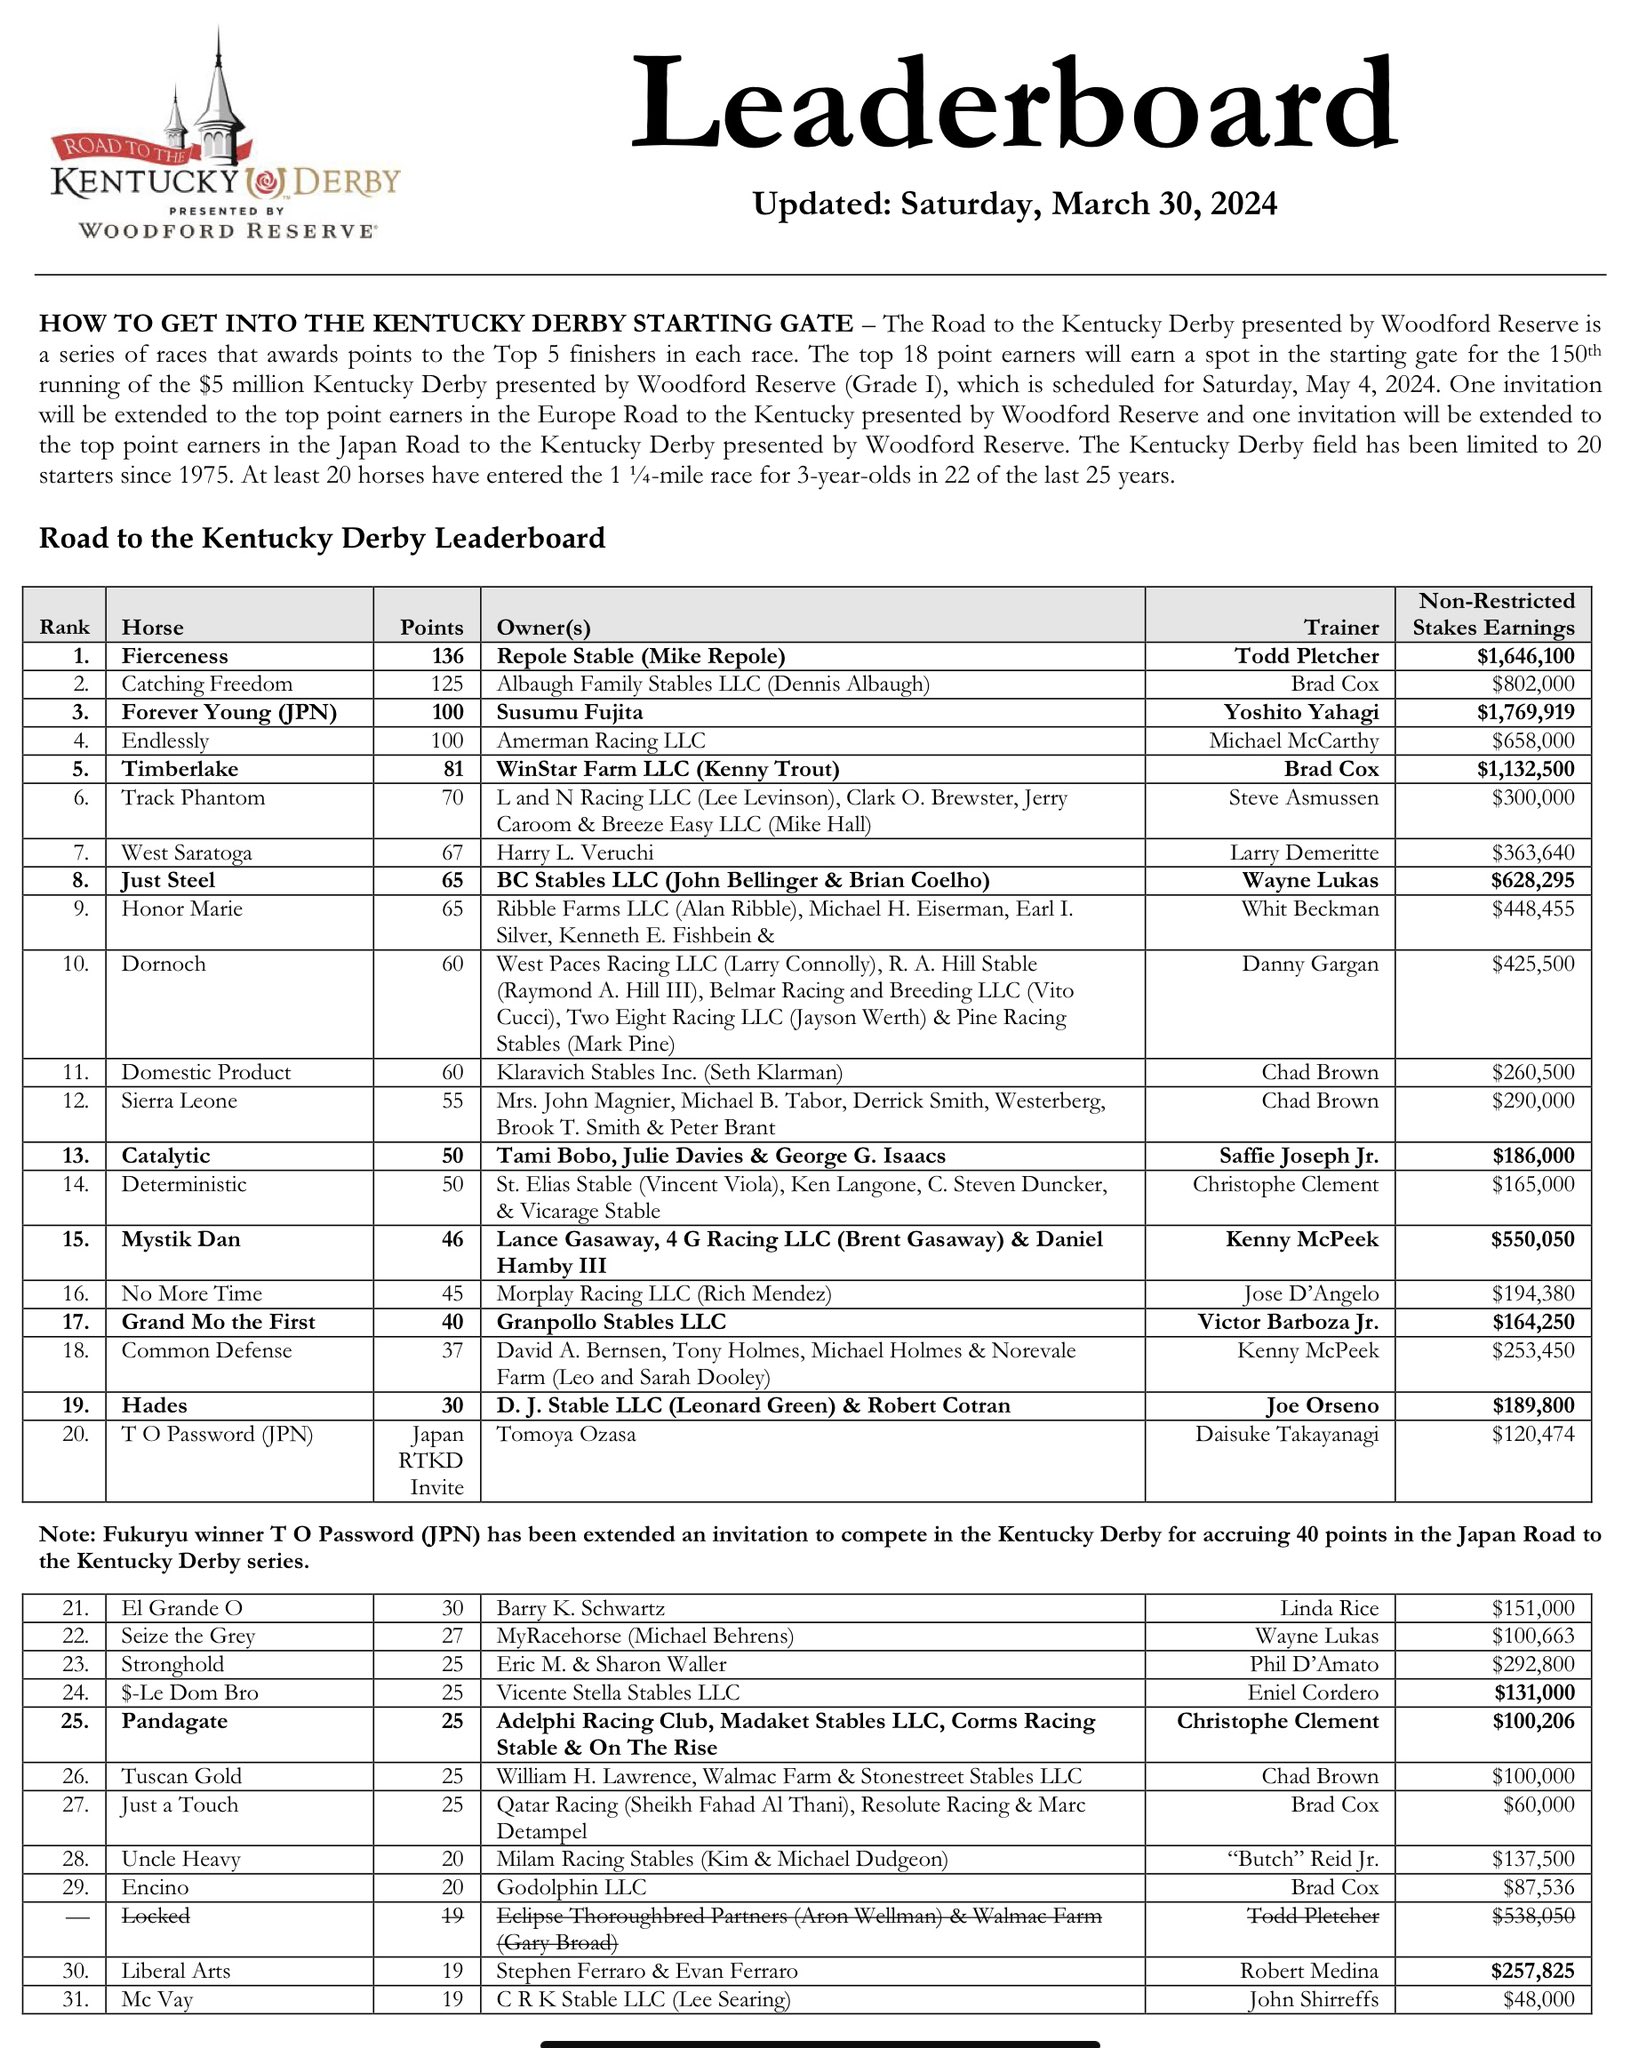 ROAD TO THE
KENTUCKY DERBY
PRESENTED BY
WOODFORD RESERVE
Leaderboard
Updated: Saturday, March 30, 2024
HOW TO GET INTO THE KENTUCKY DERBY STARTING GATE – The Road to the Kentucky Derby presented by Woodford Reserve is
a series of races that awards points to the Top 5 finishers in each race. The top 18 point earners will earn a spot in the starting gate for the 150th
running of the $5 million Kentucky Derby presented by Woodford Reserve (Grade I), which is scheduled for Saturday, May 4, 2024. One invitation
will be extended to the top point earners in the Europe Road to the Kentucky presented by Woodford Reserve and one invitation will be extended to
the top point earners in the Japan Road to the Kentucky Derby presented by Woodford Reserve. The Kentucky Derby field has been limited to 20
starters since 1975. At least 20 horses have entered the 1 ¼-mile race for 3-year-olds in 22 of the last 25 years.
Road to the Kentucky Derby Leaderboard
Non-Restricted
Rank Horse Points Owner(s) Trainer Stakes Earnings
1. Fierceness 136 Repole Stable (Mike Repole) Todd Pletcher $1,646,100
2. Catching Freedom 125 Albaugh Family Stables LLC (Dennis Albaugh) Brad Cox $802,000
3. Forever Young (JPN) 100 Susumu Fujita Yoshito Yahagi $1,769,919
4. Endlessly 100 Amerman Racing LLC Michael McCarthy $658,000
5. Timberlake 81 WinStar Farm LLC (Kenny Trout) Brad Cox $1,132,500
6. Track Phantom 70 L and N Racing LLC (Lee Levinson), Clark O. Brewster, Jerry Steve Asmussen $300,000
Caroom & Breeze Easy LLC (Mike Hall)
7. West Saratoga 67 Harry L. Veruchi Larry Demeritte $363,640
8. Just Steel 65 BC Stables LLC (John Bellinger & Brian Coelho) Wayne Lukas $628,295
9. Honor Marie 65 Ribble Farms LLC (Alan Ribble), Michael H. Eiserman, Earl I. Whit Beckman $448,455
Silver, Kenneth E. Fishbein &
10. Dornoch 60 West Paces Racing LLC (Larry Connolly), R. A. Hill Stable Danny Gargan $425,500
(Raymond A. Hill III), Belmar Racing and Breeding LLC (Vito
Cucci), Two Eight Racing LLC (Jayson Werth) & Pine Racing
Stables (Mark Pine)
11. Domestic Product 60 Klaravich Stables Inc. (Seth Klarman) Chad Brown $260,500
12. Sierra Leone 55 Mrs. John Magnier, Michael B. Tabor, Derrick Smith, Westerberg, Chad Brown $290,000
Brook T. Smith & Peter Brant
13. Catalytic 50 Tami Bobo, Julie Davies & George G. Isaacs Saffie Joseph Jr. $186,000
14. Deterministic 50 St. Elias Stable (Vincent Viola), Ken Langone, C. Steven Duncker, Christophe Clement $165,000
& Vicarage Stable
15. Mystik Dan 46 Lance Gasaway, 4 G Racing LLC (Brent Gasaway) & Daniel Kenny McPeek $550,050
Hamby III
16. No More Time 45 Morplay Racing LLC (Rich Mendez) Jose D’Angelo $194,380
17. Grand Mo the First 40 Granpollo Stables LLC Victor Barboza Jr. $164,250
18. Common Defense 37 David A. Bernsen, Tony Holmes, Michael Holmes & Norevale Kenny McPeek $253,450
Farm (Leo and Sarah Dooley)
19. Hades 30 D. J. Stable LLC (Leonard Green) & Robert Cotran Joe Orseno $189,800
20. T O Password (JPN) Japan Tomoya Ozasa Daisuke Takayanagi $120,474
RTKD
Invite
Note: Fukuryu winner T O Password (JPN) has been extended an invitation to compete in the Kentucky Derby for accruing 40 points in the Japan Road to
the Kentucky Derby series.
21. El Grande O 30 Barry K. Schwartz Linda Rice $151,000
22. Seize the Grey 27 MyRacehorse (Michael Behrens) Wayne Lukas $100,663
23. Stronghold 25 Eric M. & Sharon Waller Phil D’Amato $292,800
24. $-Le Dom Bro 25 Vicente Stella Stables LLC Eniel Cordero $131,000
25. Pandagate 25 Adelphi Racing Club, Madaket Stables LLC, Corms Racing Christophe Clement $100,206
Stable & On The Rise
26. Tuscan Gold 25 William H. Lawrence, Walmac Farm & Stonestreet Stables LLC Chad Brown $100,000
27. Just a Touch 25 Qatar Racing (Sheikh Fahad Al Thani), Resolute Racing & Marc Brad Cox $60,000
Detampel
28. Uncle Heavy 20 Milam Racing Stables (Kim & Michael Dudgeon) “Butch” Reid Jr. $137,500
29. Encino 20 Godolphin LLC Brad Cox $87,536
— Locked 19 Eclipse Thoroughbred Partners (Aron Wellman) & Walmac Farm Todd Pletcher $538,050
(Gary Broad)
30. Liberal Arts 19 Stephen Ferraro & Evan Ferraro Robert Medina $257,825
31. Mc Vay 19 C R K Stable LLC (Lee Searing) John Shirreffs $48,000